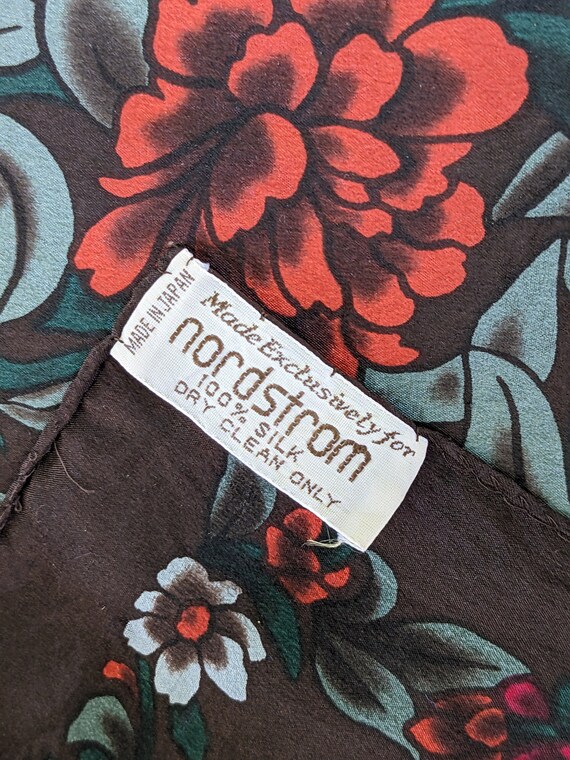 MADE IN JAPAN
Made Exclusively for
nordstrom
100% SILK
DRY CLEAN ONLY